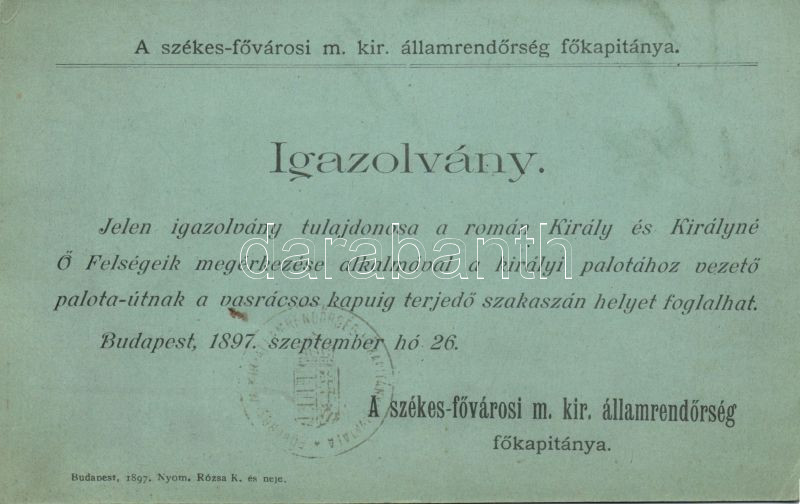 A székes-fővárosi m. kir. államrendőrség főkapitánya.
Igazolvány.
Jelen igazolvány tulajdonosa a román Király és Királyné
Ő Felségeik megérkezése alkalmával a királyi palotához vezető
palota-útnak a vasrácsos kapuig terjedő szakaszán helyet foglalhat.
darabanth
Budapest, 1897. szeptember hó 26.
A székes-fővárosi m. kir. államrendőrség
főkapitánya.
Budapest, 1897. Nyom. Rózsa K. és neje.